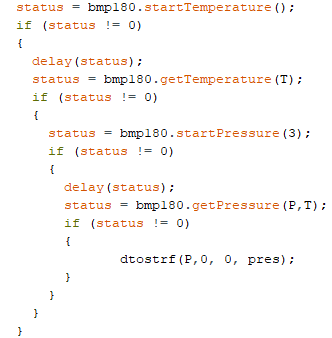 status = bmp180.startTemperature();
if (status != 0)
{
delay(status);
status = bmp180.getTemperature(T);
if (status != 0)
{
status = bmp180.startPressure(3);
if (status != 0)
{
delay(status);
status = bmp180.getPressure(P,T);
if (status != 0)
{
dtostrf(P,0, 0, pres);
}
}
}
}